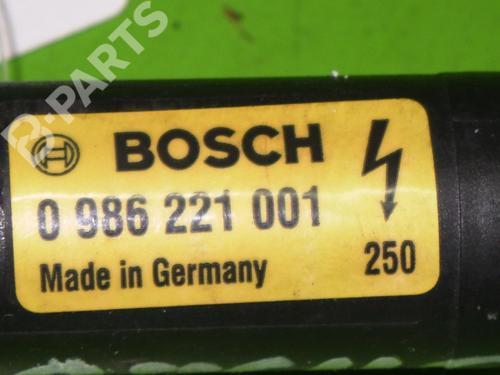 B-PARTS
BOSCH
0 986 221 001
Made in Germany
250